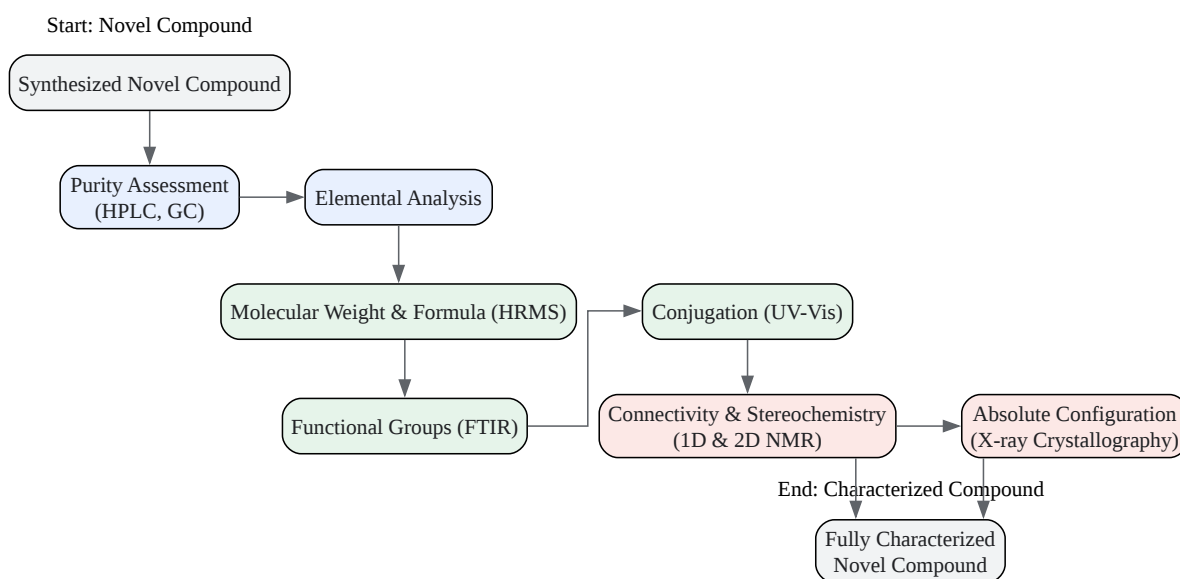 Start: Novel Compound
Synthesized Novel Compound
Purity Assessment
(HPLC, GC)
Elemental Analysis
Molecular Weight & Formula (HRMS)
Conjugation (UV-Vis)
Functional Groups (FTIR)
Connectivity & Stereochemistry
(1D & 2D NMR)
Absolute Configuration
(X-ray Crystallography)
End: Characterized Compound
Fully Characterized
Novel Compound